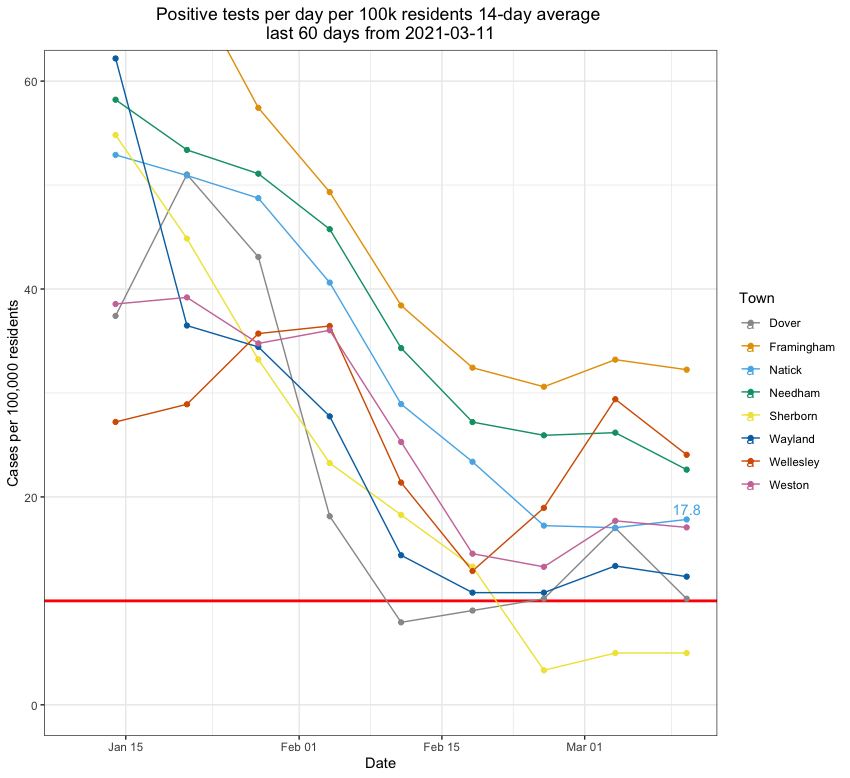 Positive tests per day per 100k residents 14-day average
last 60 days from 2021-03-11
Cases per 100,000 residents
60
40
20
0
17.8
Jan 15
Feb 01
Feb 15
Mar 01
Date
Town
Dover
Framingham
Natick
Needham
Sherborn
Wayland
Wellesley
Weston